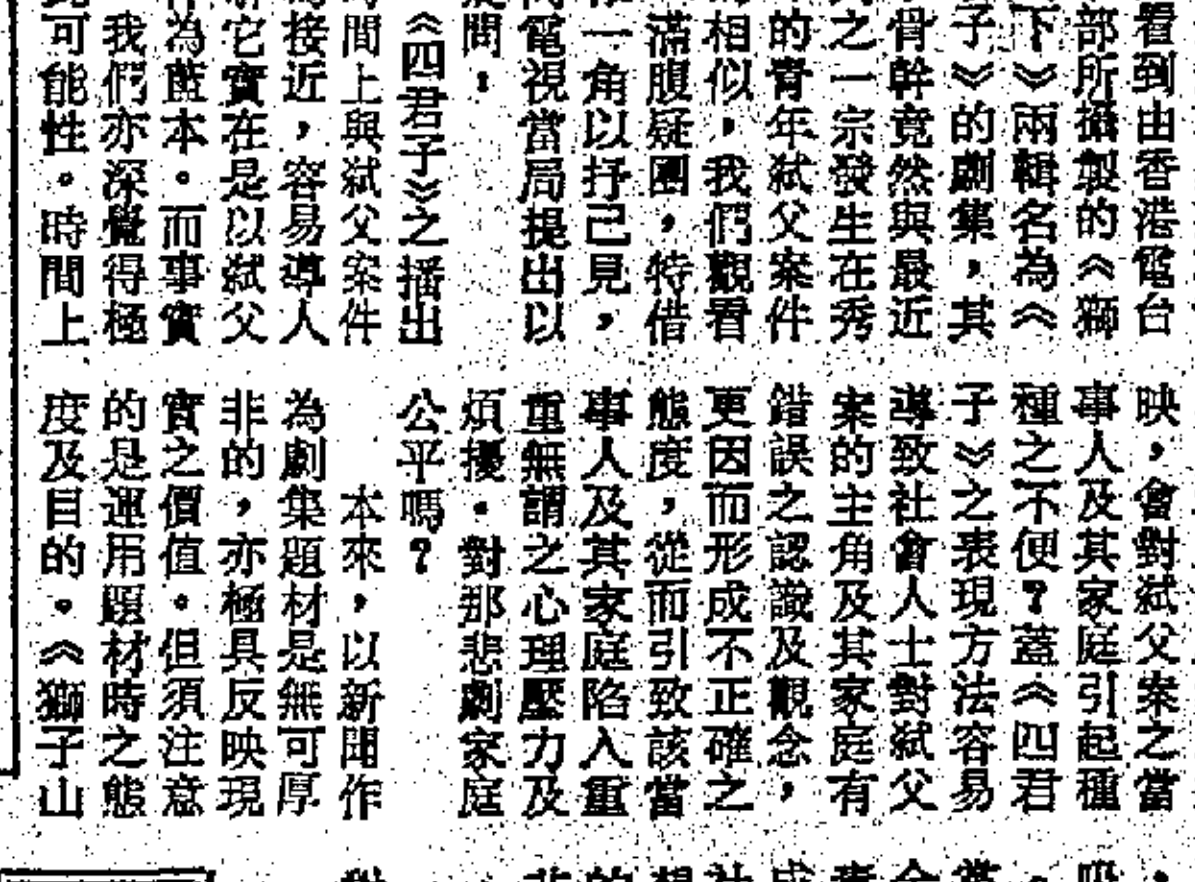 看到由香港電台
部所攝製的《獅
下》兩輯名為《
子》的劇集，其
骨幹竟然與最近
之一宗發生在秀
的青年弒父案件
相似，我們觀看
滿腹疑團，特借
一角以抒己見，
電視當局提出以
問：
《四君子》之播出
間上與弒父案件
接近，容易導人
它實在是以弒父
為藍本。而事實
我們亦深覺得極
可能性。時間上
映，會對弒父案之當
事人及其家庭引起種
種之不便？蓋《四君
子》之表現方法容易
導致社會人士對弒父
案的主角及其家庭有
錯誤之認識及觀念，
更因而形成不正確之
態度，從而引致該當
事人及其家庭陷入重
重無謂之心理壓力及
煩擾。對那悲劇家庭
公平嗎？
本來，以新聞作
為劇集題材是無可厚
非的，亦極具反映現
實之價值。但須注意
的是運用題材時之態
度及目的。《獅子山